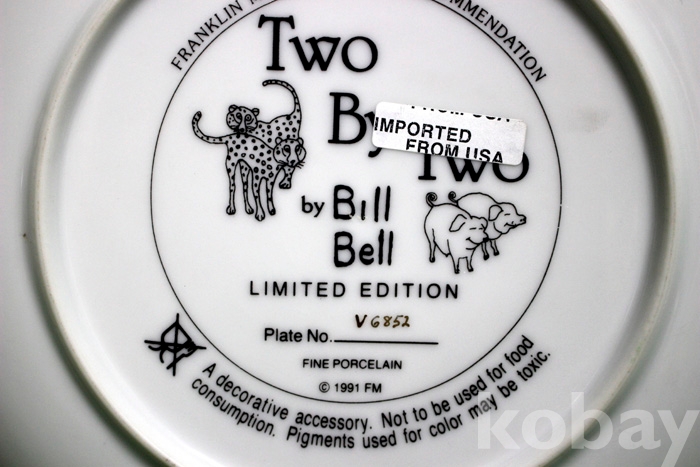 FRANKLIN
Two
By
Two
IMPORTED
FROM USA
by Bill
Bell
LIMITED EDITION
Plate No. V6852
FINE PORCELAIN
© 1991 FM
A decorative accessory. Not to be used for food
consumption. Pigments used for color may be toxic.
kobay